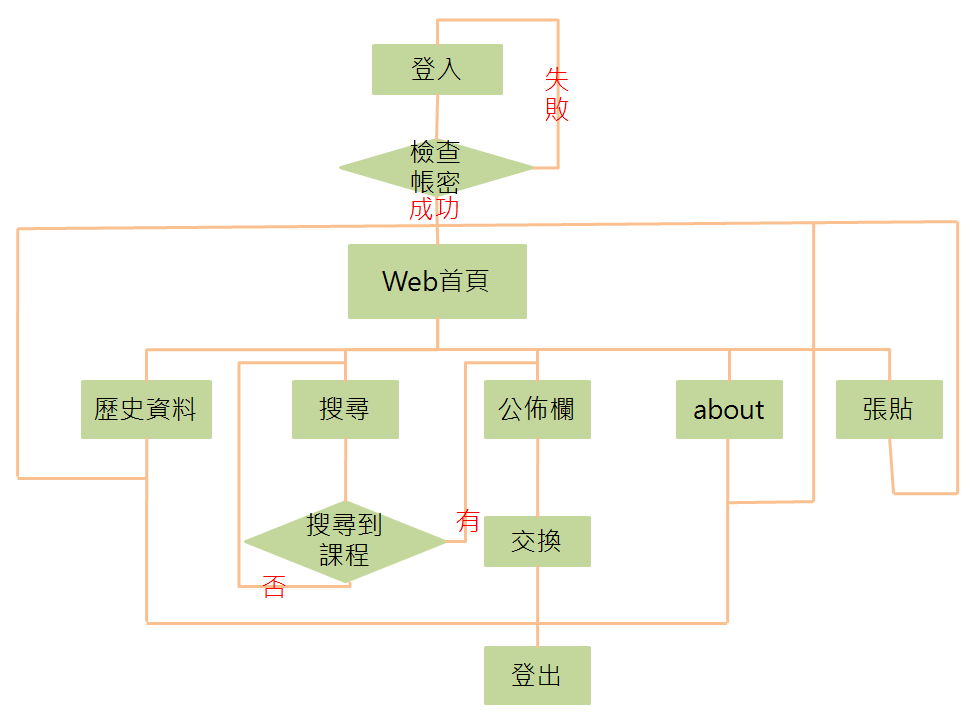 登入
失
敗
檢查
帳密
成功
Web首頁
歷史資料
搜尋
公佈欄
about
張貼
搜尋到
課程
有
交換
否
登出